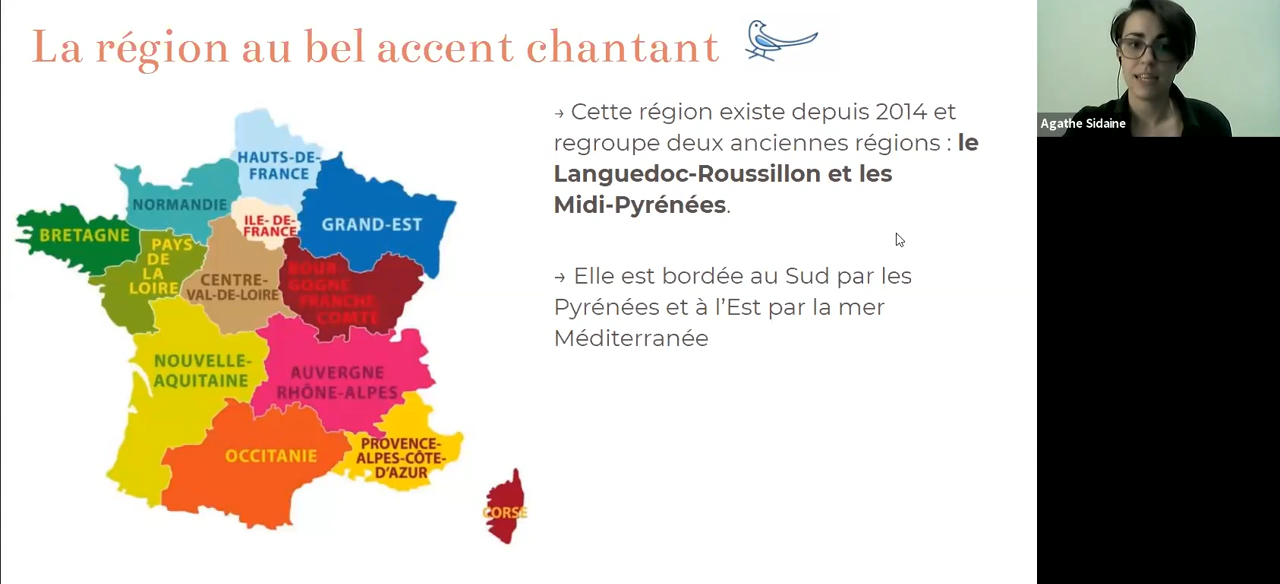 La région au bel accent chantant
→ Cette région existe depuis 2014 et
regroupe deux anciennes régions : le
Languedoc-Roussillon et les
Midi-Pyrénées.
→ Elle est bordée au Sud par les
Pyrénées et à l’Est par la mer
Méditerranée
HAUTS-DE-
FRANCE
NORMANDIE
ILE- DE-
FRANCE
GRAND-EST
BRETAGNE
PAYS
DE
LA
LOIRE
CENTRE-
VAL-DE-LOIRE
BOUR-
GOGNE
FRANCHE
COMTÉ
NOUVELLE-
AQUITAINE
AUVERGNE
RHÔNE-ALPES
OCCITANIE
PROVENCE-
ALPES-CÔTE-
D’AZUR
CORSE
Agathe Sidaine